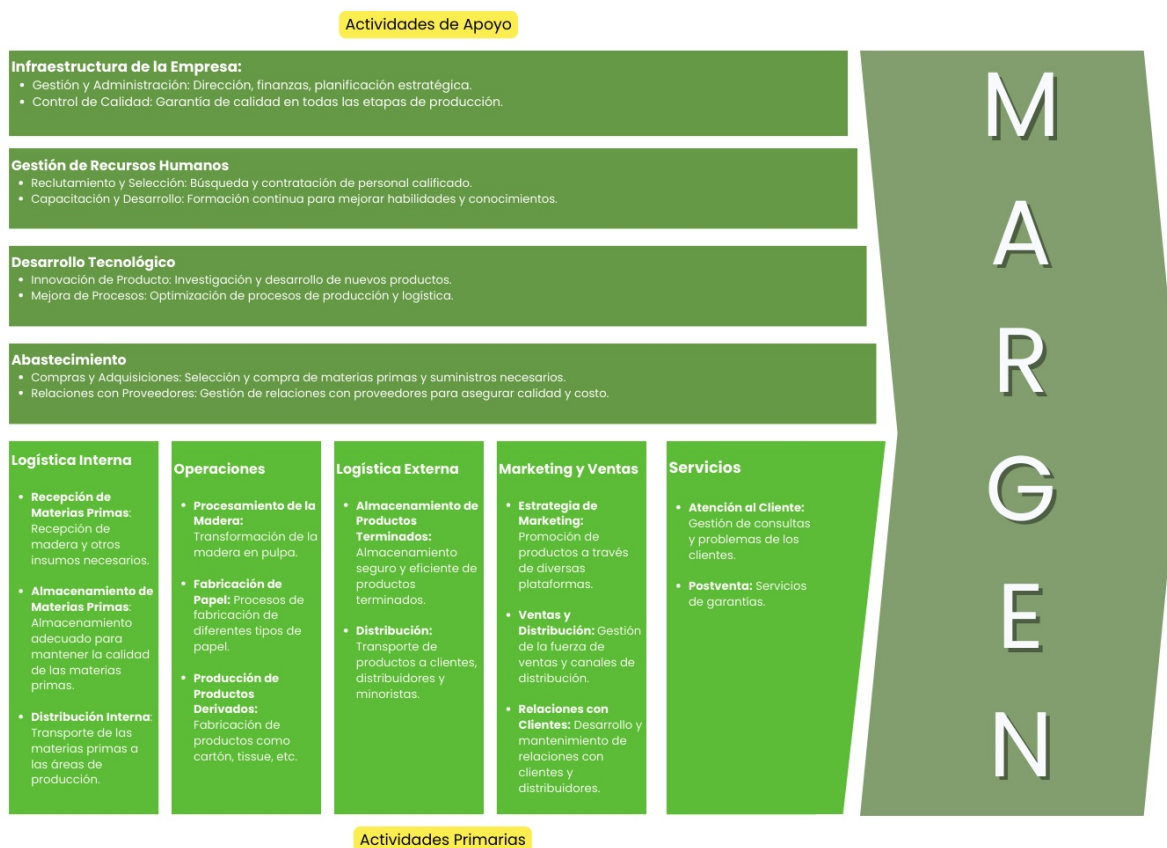 Actividades de Apoyo
Infraestructura de la Empresa:
• Gestión y Administración: Dirección, finanzas, planificación estratégica.
• Control de Calidad: Garantía de calidad en todas las etapas de producción.
Gestión de Recursos Humanos
• Reclutamiento y Selección: Búsqueda y contratación de personal calificado.
• Capacitación y Desarrollo: Formación continua para mejorar habilidades y conocimientos.
Desarrollo Tecnológico
• Innovación de Producto: Investigación y desarrollo de nuevos productos.
• Mejora de Procesos: Optimización de procesos de producción y logística.
Abastecimiento
• Compras y Adquisiciones: Selección y compra de materias primas y suministros necesarios.
• Relaciones con Proveedores: Gestión de relaciones con proveedores para asegurar calidad y costo.
Logística Interna
• Recepción de
Materias Primas:
Recepción de
madera y otros
insumos necesarios.
• Almacenamiento de
Materias Primas:
Almacenamiento
adecuado para
mantener la calidad
de las materias
primas.
• Distribución Interna:
Transporte de las
materias primas a
las áreas de
producción.
Operaciones
• Procesamiento de la
Madera:
Transformación de la
madera en pulpa.
• Fabricación de
Papel: Procesos de
fabricación de
diferentes tipos de
papel.
• Producción de
Productos
Derivados:
Fabricación de
productos como
cartón, tissue, etc.
Logística Externa
• Almacenamiento de
Productos
Terminados:
Almacenamiento
seguro y eficiente de
productos
terminados.
• Distribución:
Transporte de
productos a clientes,
distribuidores y
minoristas.
Marketing y Ventas
• Estrategia de
Marketing:
Promoción de
productos a través
de diversas
plataformas.
• Ventas y
Distribución: Gestión
de la fuerza de
ventas y canales de
distribución.
• Relaciones con
Clientes: Desarrollo y
mantenimiento de
relaciones con
clientes y
distribuidores.
Servicios
• Atención al Cliente:
Gestión de consultas
y problemas de los
clientes.
• Postventa: Servicios
de garantías.
M
A
R
G
E
N
Actividades Primarias